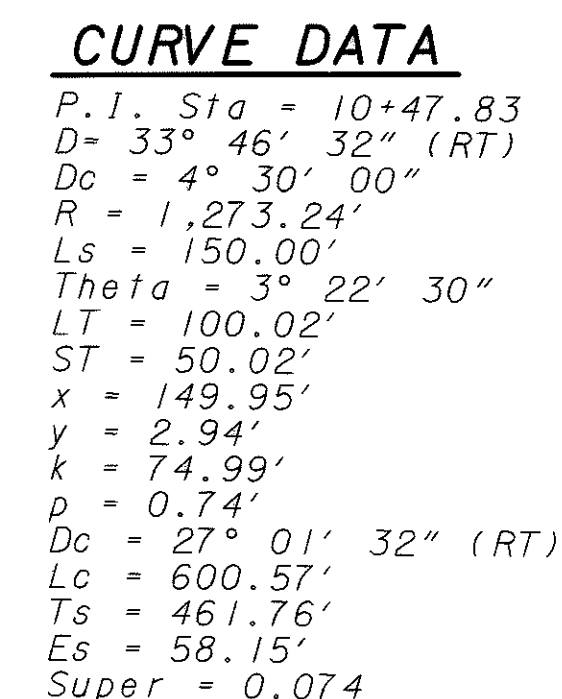 CURVE DATA
P.I. Sta = 10+47.83
D= 33° 46′ 32″ (RT)
Dc = 4° 30′ 00″
R = 1,273.24′
Ls = 150.00′
Theta = 3° 22′ 30″
LT = 100.02′
ST = 50.02′
x = 149.95′
y = 2.94′
k = 74.99′
p = 0.74′
Dc = 27° 01′ 32″ (RT)
Lc = 600.57′
Ts = 461.76′
Es = 58.15′
Super = 0.074